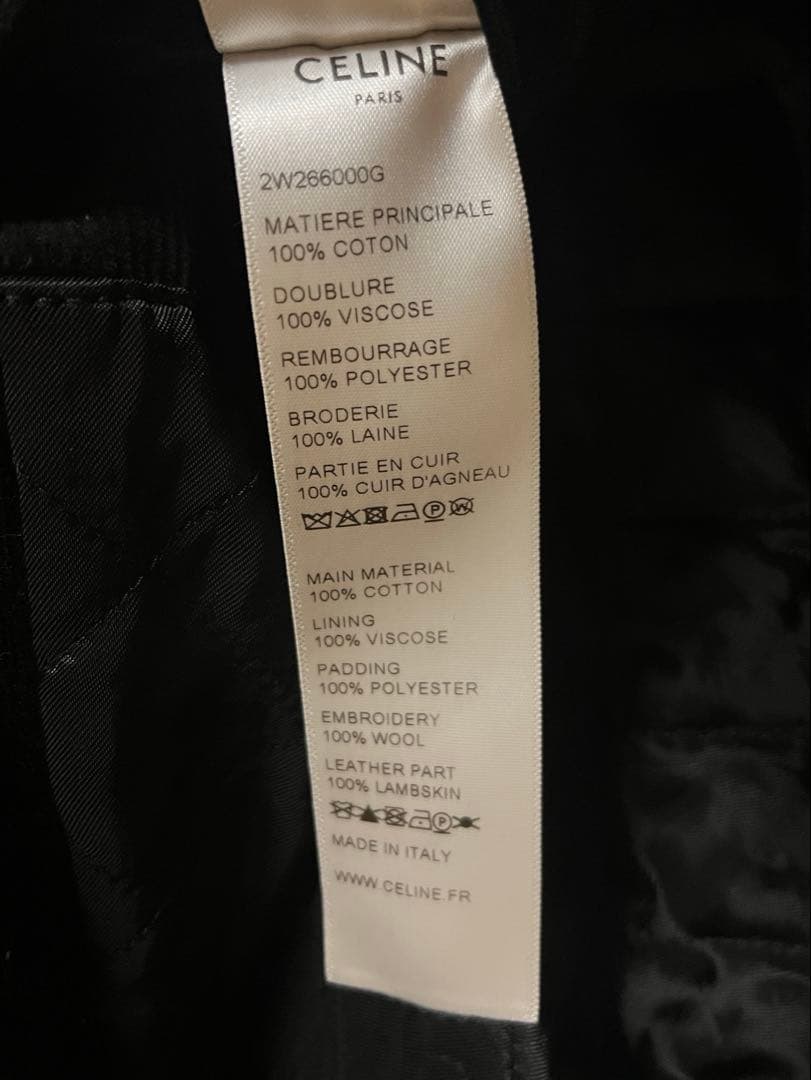 CELINE
PARIS
2W266000G
MATIERE PRINCIPALE
100% COTON
DOUBLURE
100% VISCOSE
REMBOURRAGE
100% POLYESTER
BRODERIE
100% LAINE
PARTIE EN CUIR
100% CUIR D'AGNEAU
MAIN MATERIAL
100% COTTON
LINING
100% VISCOSE
PADDING
100% POLYESTER
EMBROIDERY
100% WOOL
LEATHER PART
100% LAMBSKIN
MADE IN ITALY
WWW.CELINE.FR